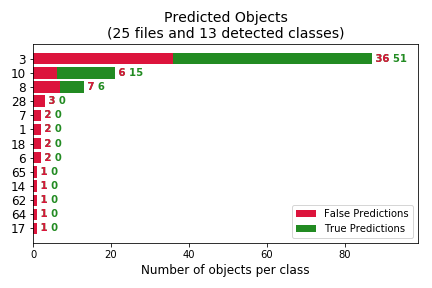 Predicted Objects
(25 files and 13 detected classes)
3 36 51
10 6 15
8 7 6
28 3 0
7 2 0
1 2 0
18 2 0
6 2 0
65 1 0
14 1 0
62 1 0
64 1 0
17 1 0
False Predictions
True Predictions
0 20 40 60 80
Number of objects per class